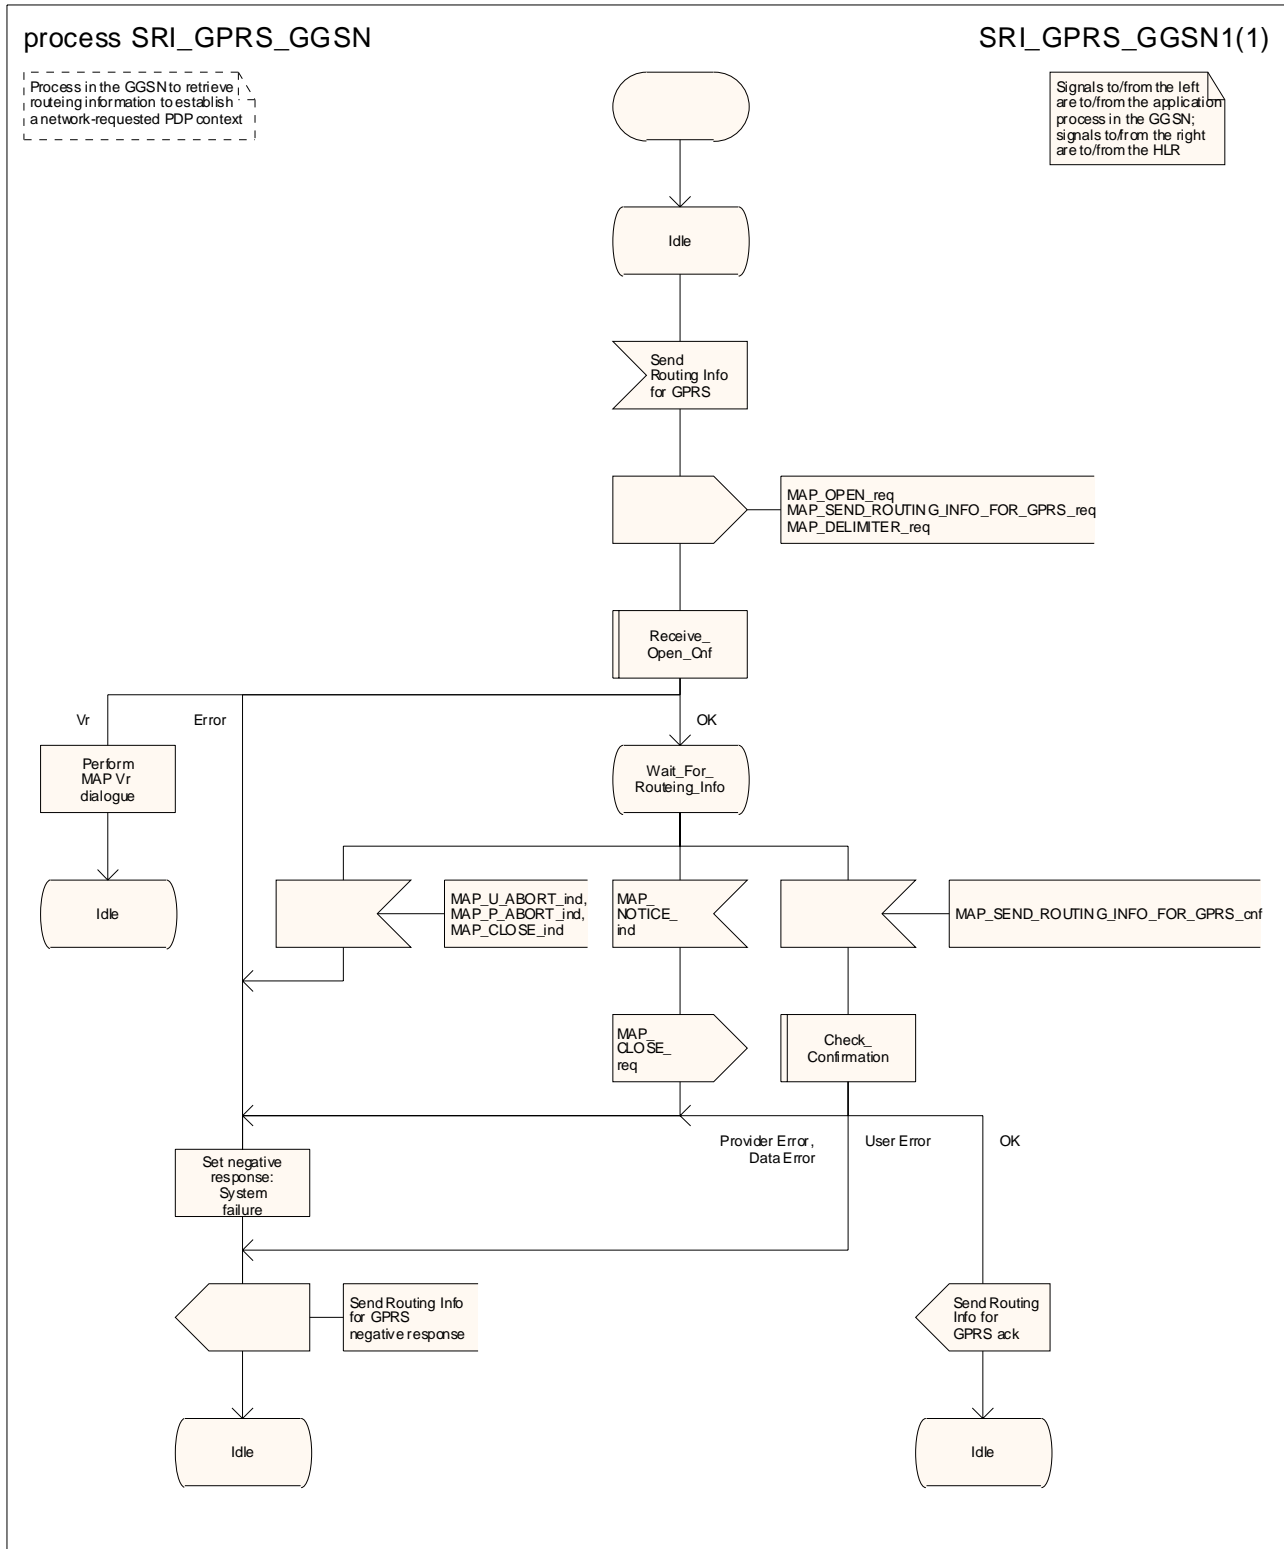 process SRI_GPRS_GGSN
SRI_GPRS_GGSN1(1)
Process in the GGSN to retrieve
routeing information to establish
a network-requested PDP context
Signals to/from the left
are to/from the application
process in the GGSN;
signals to/from the right
are to/from the HLR
Idle
Send
Routing Info
for GPRS
MAP_OPEN_req
MAP_SEND_ROUTING_INFO_FOR_GPRS_req
MAP_DELIMITER_req
Receive_
Open_Cnf
Vr
Error
OK
Perform
MAP Vr
dialogue
Wait_For_
Routeing_Info
Idle
MAP_U_ABORT_ind,
MAP_P_ABORT_ind,
MAP_CLOSE_ind
MAP_
NOTICE_
ind
MAP_SEND_ROUTING_INFO_FOR_GPRS_cnf
MAP_
CLOSE_
req
Check_
Confirmation
Provider Error,
Data Error
User Error
OK
Set negative
response:
System
failure
Send Routing Info
for GPRS
negative response
Send Routing
Info for
GPRS ack
Idle
Idle